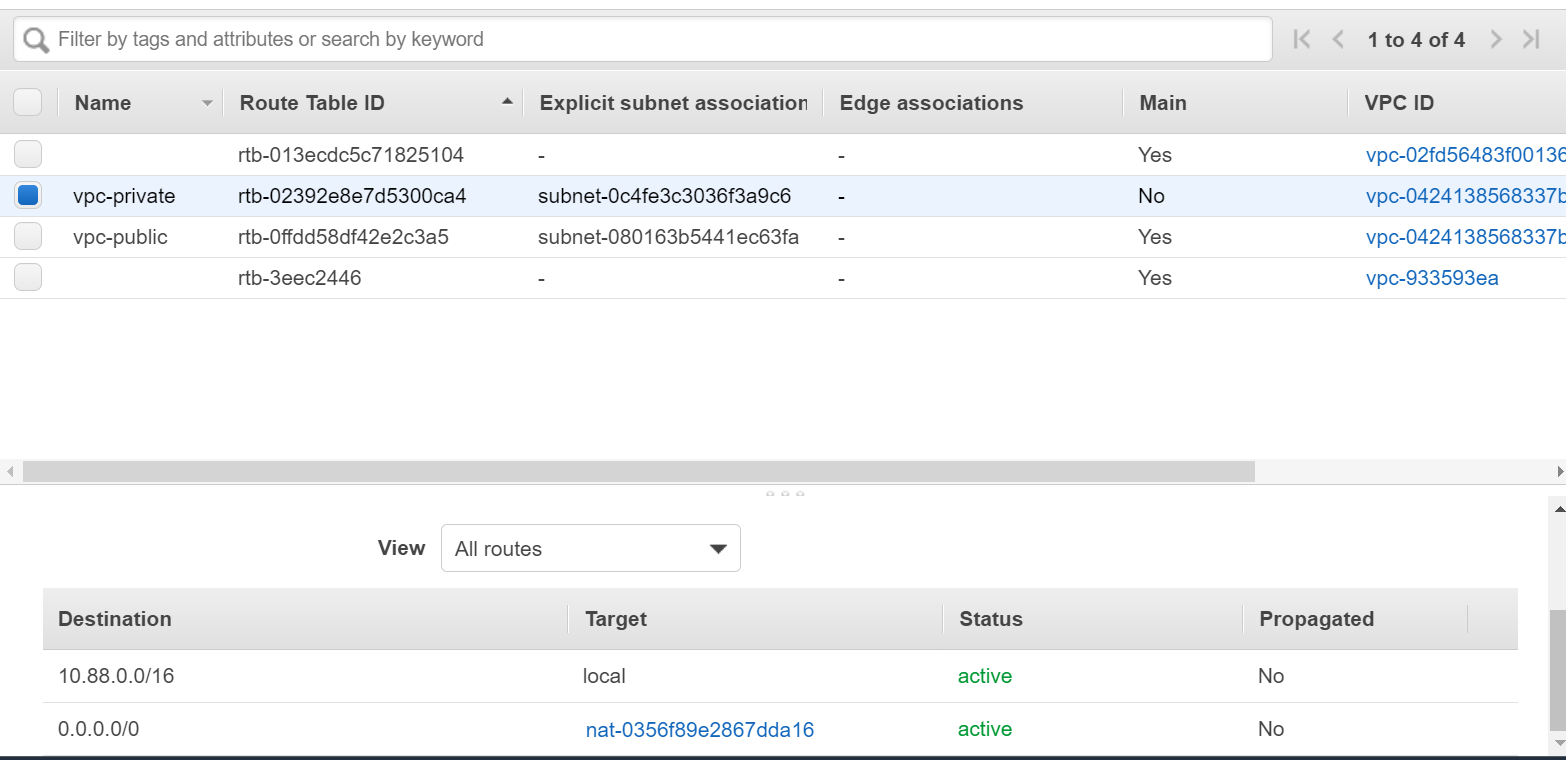 Filter by tags and attributes or search by keyword 1 to 4 of 4
Name Route Table ID Explicit subnet association Edge associations Main VPC ID
rtb-013ecdc5c71825104 - - Yes vpc-02fd56483f00136
vpc-private rtb-02392e8e7d5300ca4 subnet-0c4fe3c3036f3a9c6 - No vpc-0424138568337b
vpc-public rtb-0ffdd58df42e2c3a5 subnet-080163b5441ec63fa - Yes vpc-0424138568337b
rtb-3eec2446 - - Yes vpc-933593ea
View All routes
Destination Target Status Propagated
10.88.0.0/16 local active No
0.0.0.0/0 nat-0356f89e2867dda16 active No